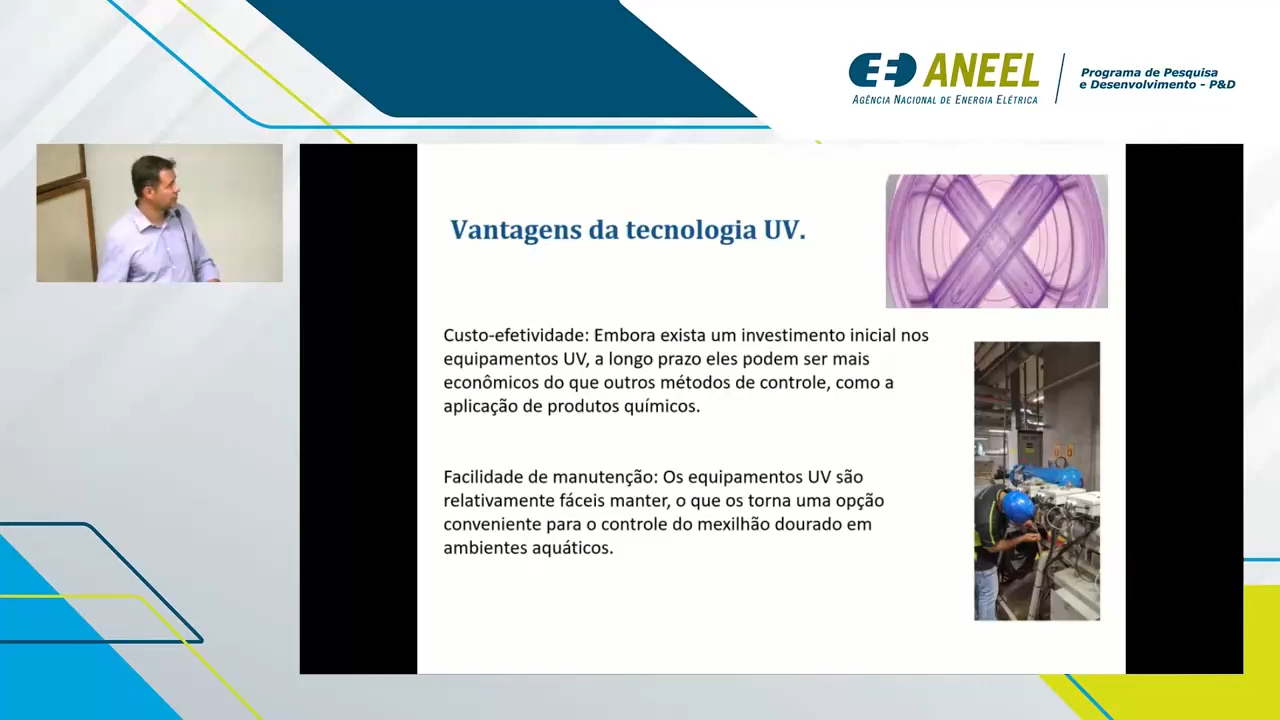 ANEEL
AGÊNCIA NACIONAL DE ENERGIA ELÉTRICA
Programa de Pesquisa
e Desenvolvimento - P&D
Vantagens da tecnologia UV.
Custo-efetividade: Embora exista um investimento inicial nos
equipamentos UV, a longo prazo eles podem ser mais
econômicos do que outros métodos de controle, como a
aplicação de produtos químicos.
Facilidade de manutenção: Os equipamentos UV são
relativamente fáceis manter, o que os torna uma opção
conveniente para o controle do mexilhão dourado em
ambientes aquáticos.